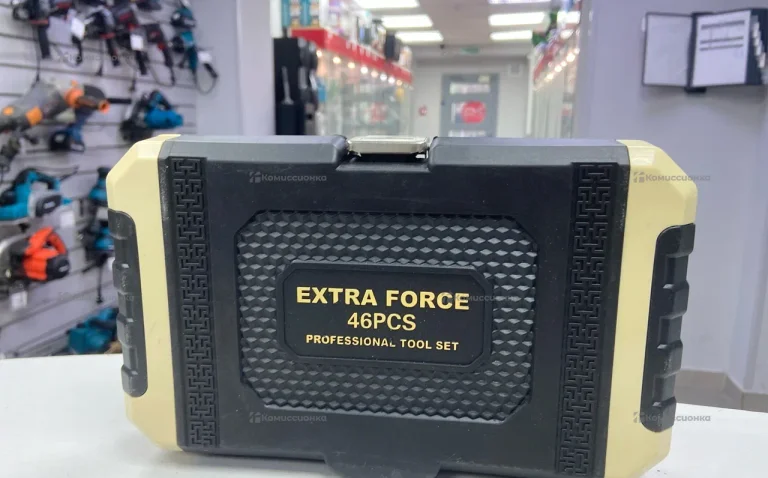 Комиссионка
Комиссионка
EXTRA FORCE
46PCS
PROFESSIONAL TOOL SET
Комиссионка
Комиссионка